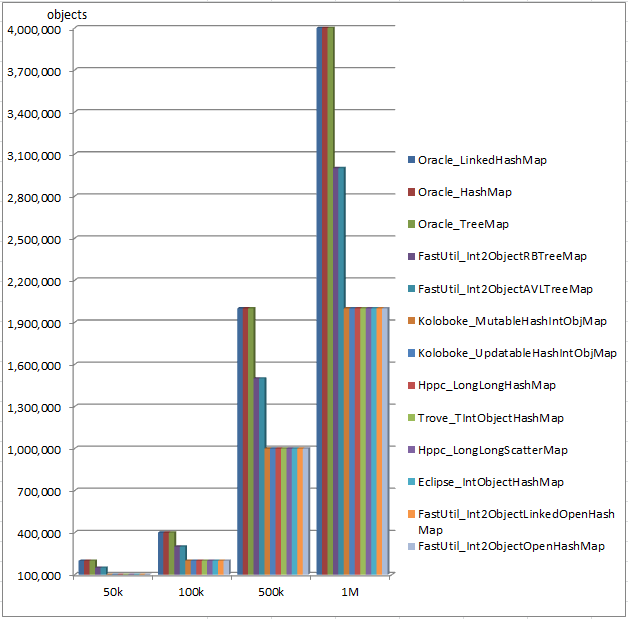 objects
4,000,000
3,700,000
3,400,000
3,100,000
2,800,000
2,500,000
2,200,000
1,900,000
1,600,000
1,300,000
1,000,000
700,000
400,000
100,000
50k
100k
500k
1M
Oracle_LinkedHashMap
Oracle_HashMap
Oracle_TreeMap
FastUtil_Int2ObjectRBTreeMap
FastUtil_Int2ObjectAVLTreeMap
Koloboke_MutableHashIntObjMap
Koloboke_UpdatableHashIntObjMap
Hppc_LongLongHashMap
Trove_TIntObjectHashMap
Hppc_LongLongScatterMap
Eclipse_IntObjectHashMap
FastUtil_Int2ObjectLinkedOpenHash
Map
FastUtil_Int2ObjectOpenHashMap